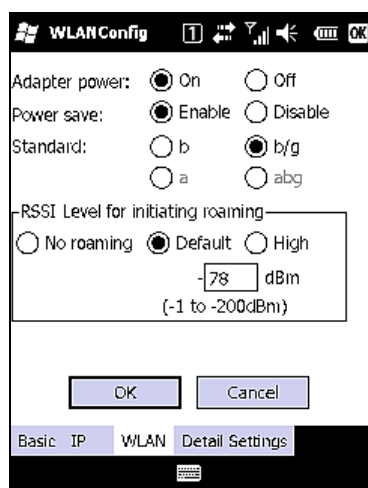 WLANConfig 1 OK
Adapter power: On Off
Power save: Enable Disable
Standard: b b/g
a abg
RSSI Level for initiating roaming
No roaming Default High
-78 dBm
(-1 to -200dBm)
OK Cancel
Basic IP WLAN Detail Settings